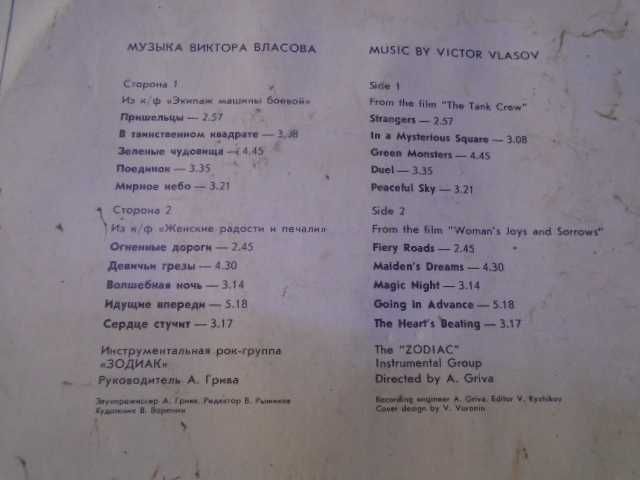 МУЗЫКА ВИКТОРА ВЛАСОВА
Сторона 1
Из к/ф «Экипаж машины боевой»
Пришельцы — 2.57
В таинственном квадрате — 3.08
Зеленые чудовища — 4.45
Поединок — 3.35
Мирное небо — 3.21
Сторона 2
Из к/ф «Женские радости и печали»
Огненные дороги — 2.45
Девичьи грезы — 4.30
Волшебная ночь — 3.14
Идущие впереди — 5.18
Сердце стучит — 3.17
Инструментальная рок-группа
«ЗОДИАК»
Руководитель А. Грива
Звукорежиссер А. Грива, Редактор В. Рыжиков
Художник В. Воронин
MUSIC BY VICTOR VLASOV
Side 1
From the film "The Tank Crew"
Strangers — 2.57
In a Mysterious Square — 3.08
Green Monsters — 4.45
Duel — 3.35
Peaceful Sky — 3.21
Side 2
From the film "Woman's Joys and Sorrows"
Fiery Roads — 2.45
Maiden's Dreams — 4.30
Magic Night — 3.14
Going in Advance — 5.18
The Heart's Beating — 3.17
The "ZODIAC"
Instrumental Group
Directed by A. Griva
Recording engineer A. Griva, Editor V. Ryzhikov
Cover design by V. Voronin